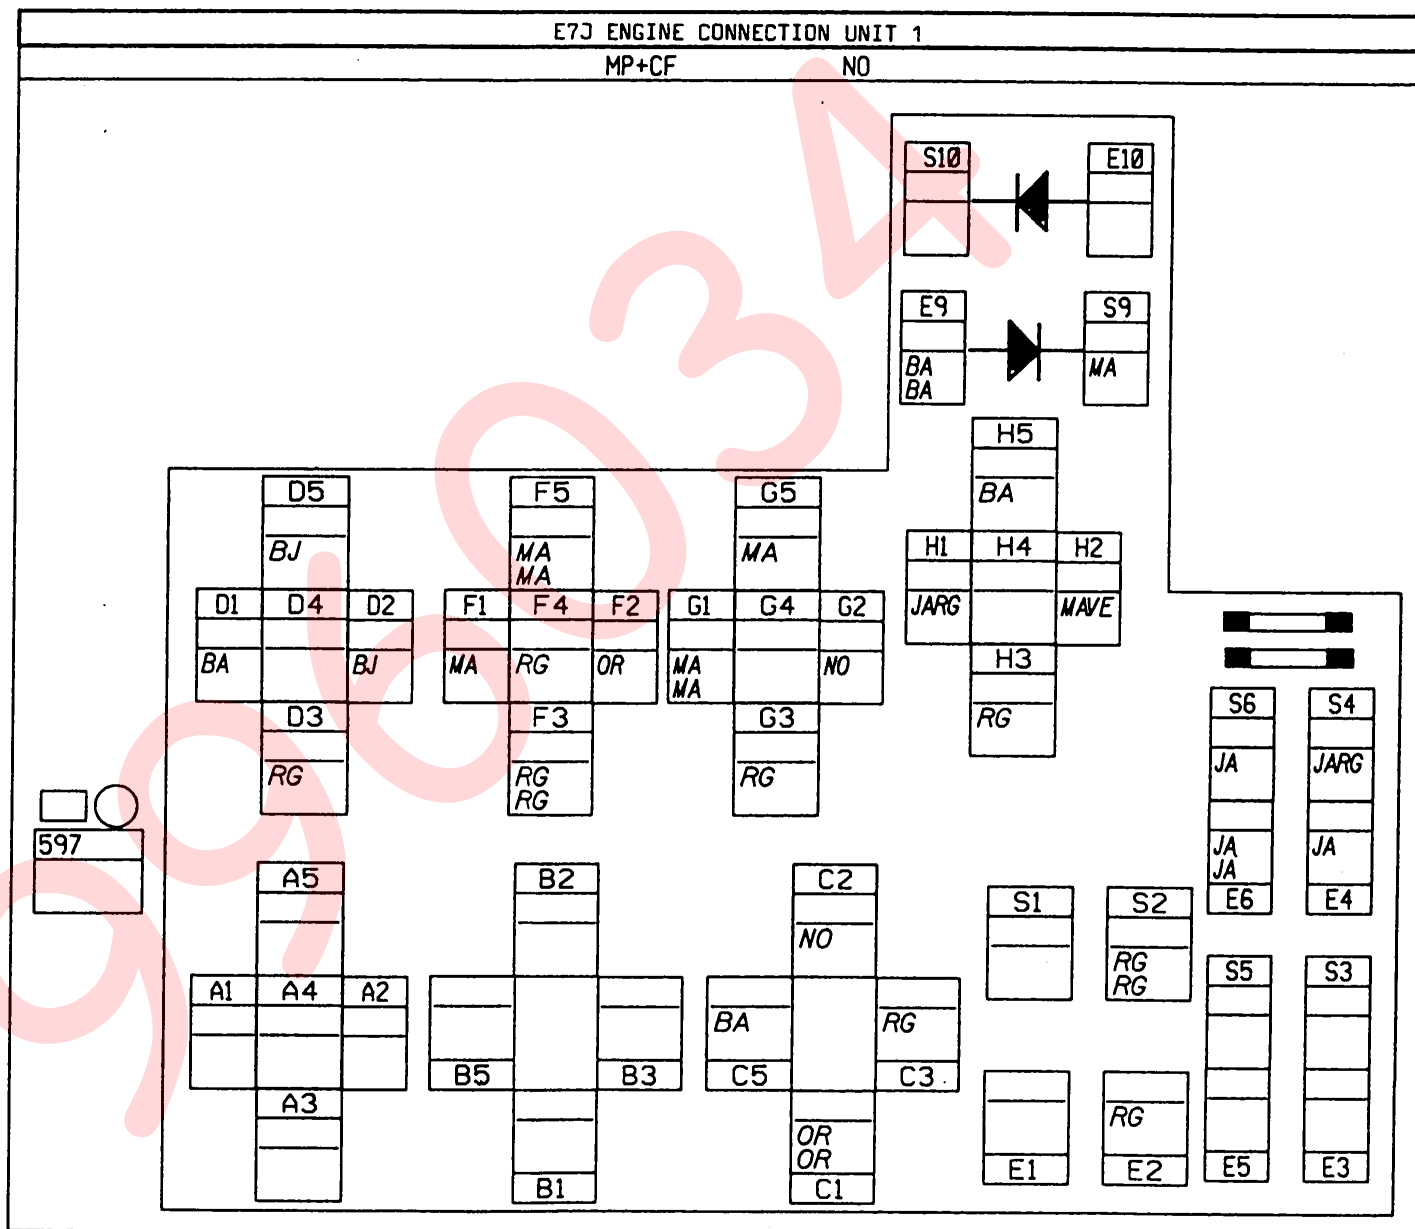 E7J ENGINE CONNECTION UNIT 1
MP+CF NO
S10 E10
E9 S9
BA MA
BA
H5
BA
D5 F5 G5
BJ MA MA
MA
H1 H4 H2
JARG MAVE
D1 D4 D2 F1 F4 F2 G1 G4 G2
BA BJ MA RG OR MA NO
MA
H3
RG
D3 F3 G3
RG RG RG
RG
S6 S4
JA JARG
JA JA
JA
E6 E4
597
A5 B2 C2
NO
S1 S2
RG
RG
S5 S3
A1 A4 A2
BA RG
B5 B3 C5 C3
A3
OR
OR
RG
B1 C1
E1 E2 E5 E3
996034